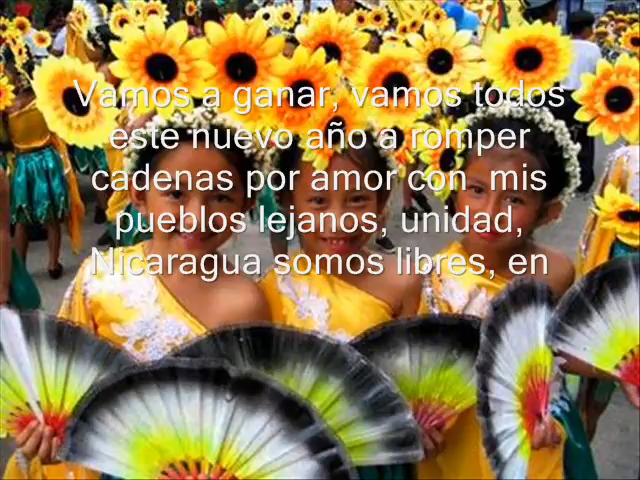 Vamos a ganar, vamos todos
este nuevo año a romper
cadenas por amor con  mis
pueblos lejanos, unidad,
Nicaragua somos libres, en